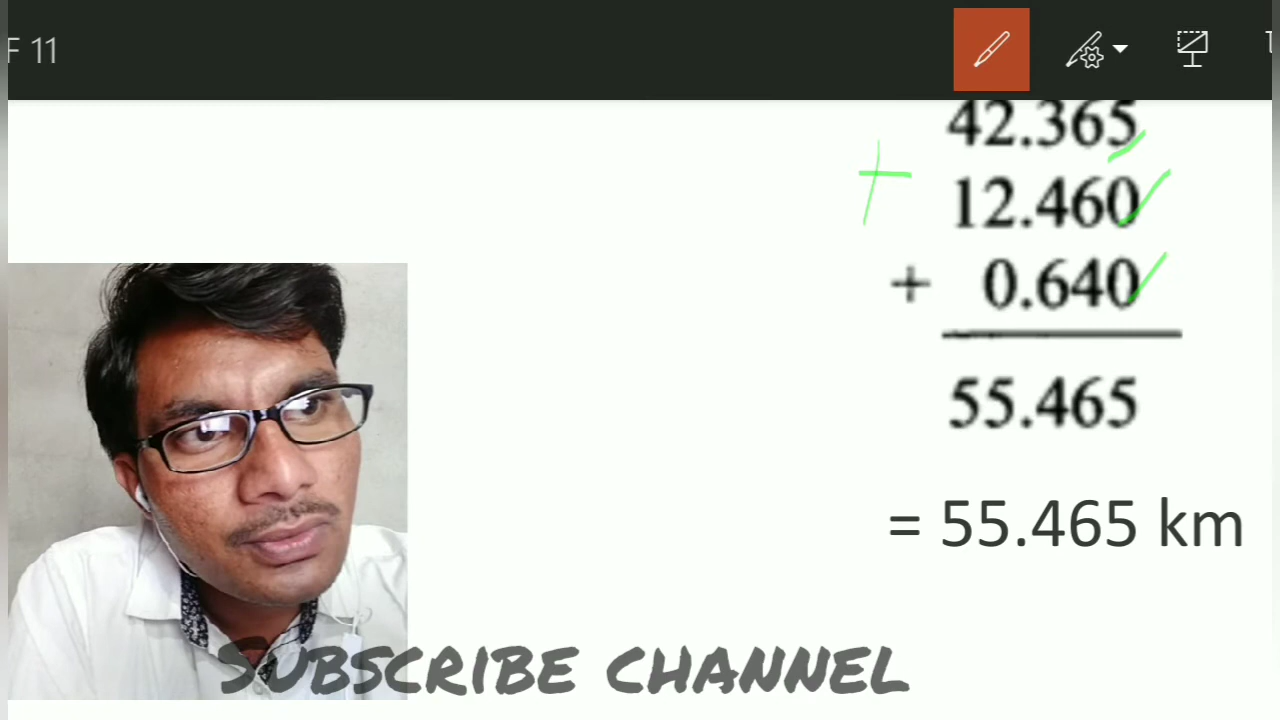 F 11
42.365
+
12.460
+ 0.640
55.465
= 55.465 km
SUBSCRIBE CHANNEL